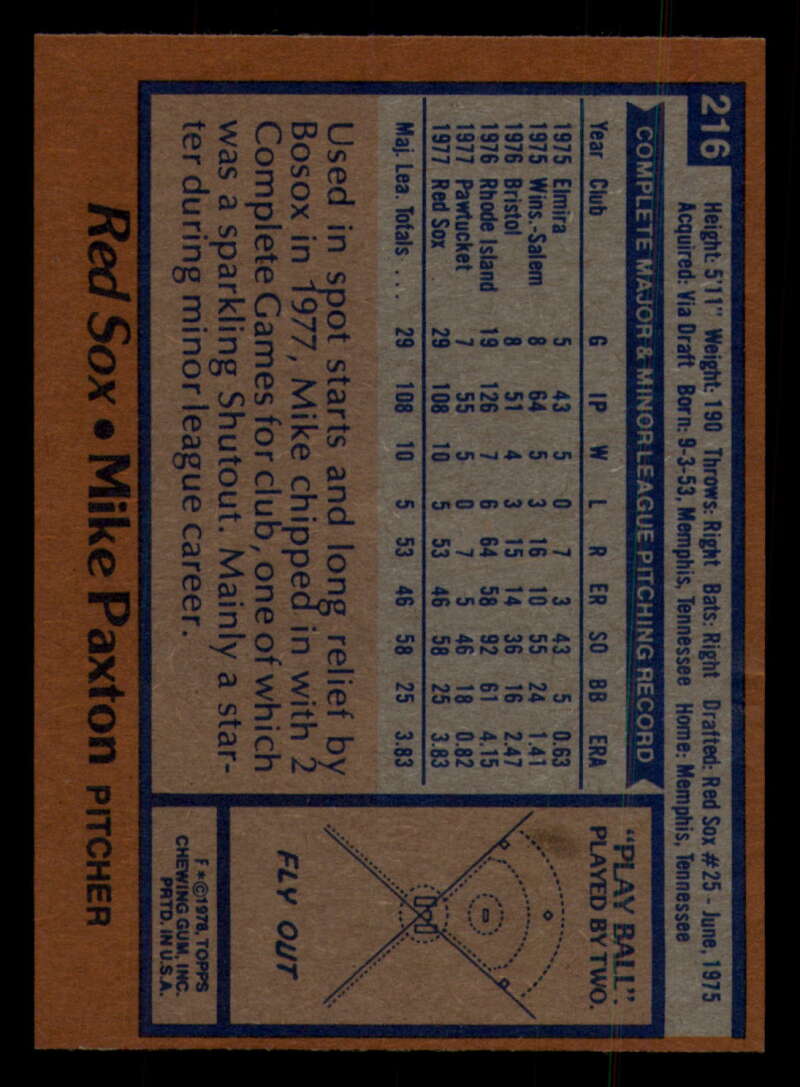 216
Height: 5'11" Weight: 190 Throws: Right Bats: Right Drafted: Red Sox #25 - June, 1975
Acquired: Via Draft Born: 9-3-53, Memphis, Tennessee Home: Memphis, Tennessee
COMPLETE MAJOR & MINOR LEAGUE PITCHING RECORD
Year Club G IP W L R ER SO BB ERA
1975 Elmira 5 43 5 0 7 3 43 5 0.63
1975 Wins.-Salem 8 64 5 3 16 10 55 24 1.41
1976 Bristol 8 51 4 3 15 14 36 16 2.47
1976 Rhode Island 19 126 7 6 64 58 92 61 4.15
1977 Pawtucket 7 55 5 0 7 5 46 18 0.82
1977 Red Sox 29 108 10 5 53 46 58 25 3.83
Maj. Lea. Totals ... 29 108 10 5 53 46 58 25 3.83
Used in spot starts and long relief by
Bosox in 1977, Mike chipped in with 2
Complete Games for club, one of which
was a sparkling Shutout. Mainly a star-
ter during minor league career.
"PLAY BALL".
PLAYED BY TWO.
FLY OUT
F*©1978, TOPPS
CHEWING GUM, INC.
PRTD. IN U.S.A.
Red Sox • Mike Paxton PITCHER